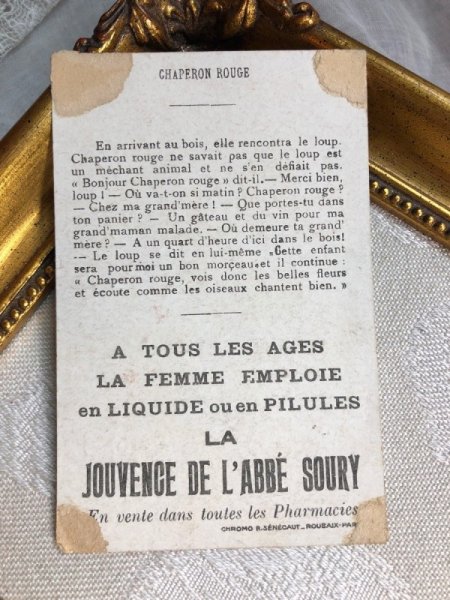 CHAPERON ROUGE
En arrivant au bois, elle rencontra le loup.
Chaperon rouge ne savait pas que le loup est
un méchant animal et ne s'en défiait pas.
« Bonjour Chaperon rouge » dit-il.— Merci bien,
loup ! — Où va-t-on si matin ? Chaperon rouge ?
— Chez ma grand'mère ! — Que portes-tu dans
ton panier ? — Un gâteau et du vin pour ma
grand'maman malade. — Où demeure ta grand'
mère ? — A un quart d'heure d'ici dans le bois!
-- Le loup se dit en lui-même „Cette enfant
sera pour moi un bon morçeau„ et il continue :
“ Chaperon rouge, vois donc les belles fleurs
et écoute comme les oiseaux chantent bien. »
A TOUS LES AGES
LA FEMME EMPLOIE
en LIQUIDE ou en PILULES
LA
JOUVENCE DE L'ABBÉ SOURY
En vente dans toutes les Pharmacies
CHROMO R.SÉNÉCAUT_ROUBAIX-PAR